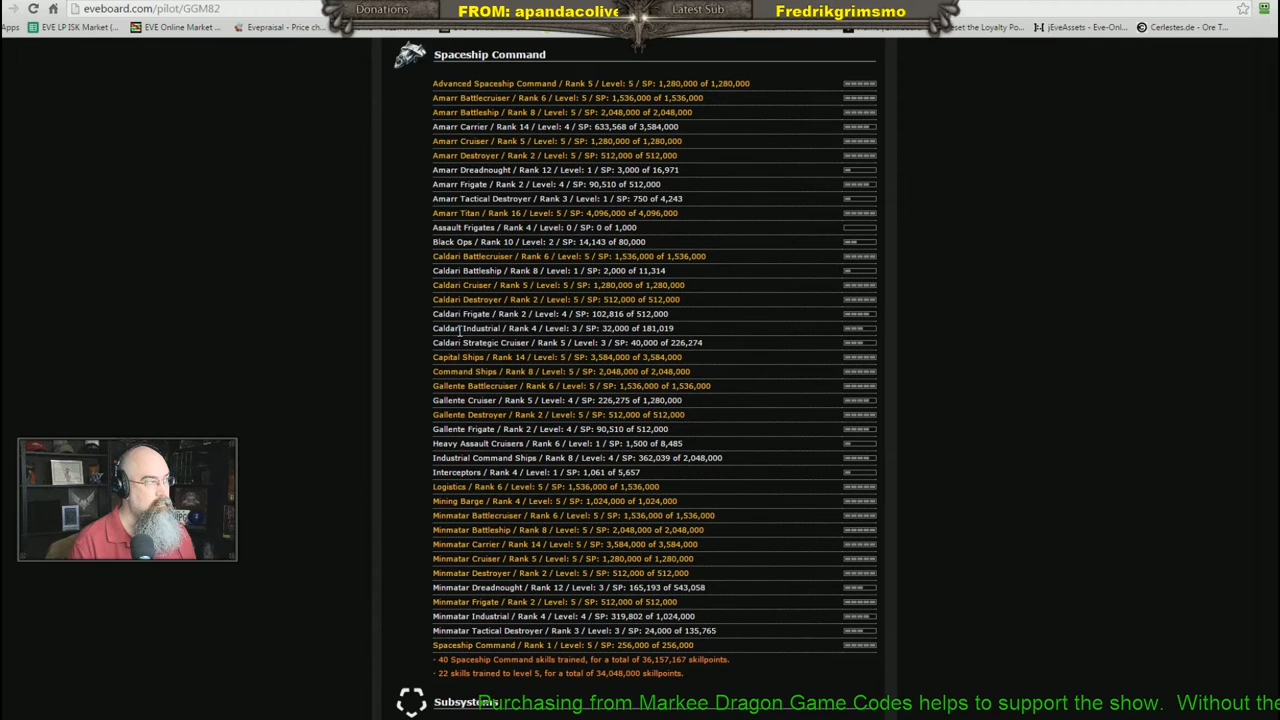 eveboard.com/pilot/GGM82
Donations
FROM: apandacolive
Latest Sub
Fredrikgrimsmo
Apps
EVE LP ISK Market (
EVE Online Market
Evepraisal - Price ch
eset the Loyalty Po
jEveAssets - Eve-Onl
Cerlestes.de - Ore T
Spaceship Command
Advanced Spaceship Command / Rank 5 / Level: 5 / SP: 1,280,000 of 1,280,000
Amarr Battlecruiser / Rank 6 / Level: 5 / SP: 1,536,000 of 1,536,000
Amarr Battleship / Rank 8 / Level: 5 / SP: 2,048,000 of 2,048,000
Amarr Carrier / Rank 14 / Level: 4 / SP: 633,568 of 3,584,000
Amarr Cruiser / Rank 5 / Level: 5 / SP: 1,280,000 of 1,280,000
Amarr Destroyer / Rank 2 / Level: 5 / SP: 512,000 of 512,000
Amarr Dreadnought / Rank 12 / Level: 1 / SP: 3,000 of 16,971
Amarr Frigate / Rank 2 / Level: 4 / SP: 90,510 of 512,000
Amarr Tactical Destroyer / Rank 3 / Level: 1 / SP: 750 of 4,243
Amarr Titan / Rank 16 / Level: 5 / SP: 4,096,000 of 4,096,000
Assault Frigates / Rank 4 / Level: 0 / SP: 0 of 1,000
Black Ops / Rank 10 / Level: 2 / SP: 14,143 of 80,000
Caldari Battlecruiser / Rank 6 / Level: 5 / SP: 1,536,000 of 1,536,000
Caldari Battleship / Rank 8 / Level: 1 / SP: 2,000 of 11,314
Caldari Cruiser / Rank 5 / Level: 5 / SP: 1,280,000 of 1,280,000
Caldari Destroyer / Rank 2 / Level: 5 / SP: 512,000 of 512,000
Caldari Frigate / Rank 2 / Level: 4 / SP: 102,816 of 512,000
Caldari Industrial / Rank 4 / Level: 3 / SP: 32,000 of 181,019
Caldari Strategic Cruiser / Rank 5 / Level: 3 / SP: 40,000 of 226,274
Capital Ships / Rank 14 / Level: 5 / SP: 3,584,000 of 3,584,000
Command Ships / Rank 8 / Level: 5 / SP: 2,048,000 of 2,048,000
Gallente Battlecruiser / Rank 6 / Level: 5 / SP: 1,536,000 of 1,536,000
Gallente Cruiser / Rank 5 / Level: 4 / SP: 226,275 of 1,280,000
Gallente Destroyer / Rank 2 / Level: 5 / SP: 512,000 of 512,000
Gallente Frigate / Rank 2 / Level: 4 / SP: 90,510 of 512,000
Heavy Assault Cruisers / Rank 6 / Level: 1 / SP: 1,500 of 8,485
Industrial Command Ships / Rank 8 / Level: 4 / SP: 362,039 of 2,048,000
Interceptors / Rank 4 / Level: 1 / SP: 1,061 of 5,657
Logistics / Rank 6 / Level: 5 / SP: 1,536,000 of 1,536,000
Mining Barge / Rank 4 / Level: 5 / SP: 1,024,000 of 1,024,000
Minmatar Battlecruiser / Rank 6 / Level: 5 / SP: 1,536,000 of 1,536,000
Minmatar Battleship / Rank 8 / Level: 5 / SP: 2,048,000 of 2,048,000
Minmatar Carrier / Rank 14 / Level: 5 / SP: 3,584,000 of 3,584,000
Minmatar Cruiser / Rank 5 / Level: 5 / SP: 1,280,000 of 1,280,000
Minmatar Destroyer / Rank 2 / Level: 5 / SP: 512,000 of 512,000
Minmatar Dreadnought / Rank 12 / Level: 3 / SP: 165,193 of 543,058
Minmatar Frigate / Rank 2 / Level: 5 / SP: 512,000 of 512,000
Minmatar Industrial / Rank 4 / Level: 4 / SP: 319,802 of 1,024,000
Minmatar Tactical Destroyer / Rank 3 / Level: 3 / SP: 24,000 of 135,765
Spaceship Command / Rank 1 / Level: 5 / SP: 256,000 of 256,000
· 40 Spaceship Command skills trained, for a total of 36,157,167 skillpoints.
· 22 skills trained to level 5, for a total of 34,048,000 skillpoints.
Subsystems
Purchasing from Markee Dragon Game Codes helps to support the show. Without the